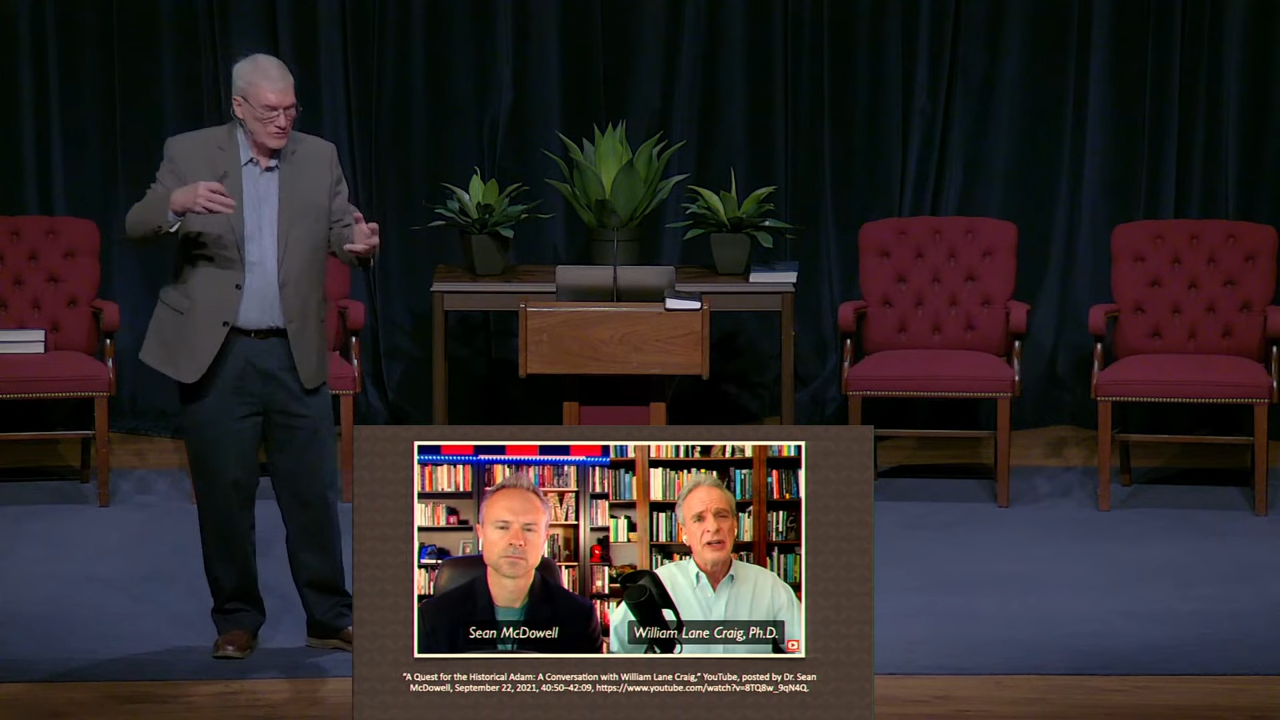 Sean McDowell
William Lane Craig, Ph.D.
"A Quest for the Historical Adam: A Conversation with William Lane Craig," YouTube, posted by Dr. Sean
McDowell, September 22, 2021, 40:50–42:09, https://www.youtube.com/watch?v=8TQ8w_9qN4Q.